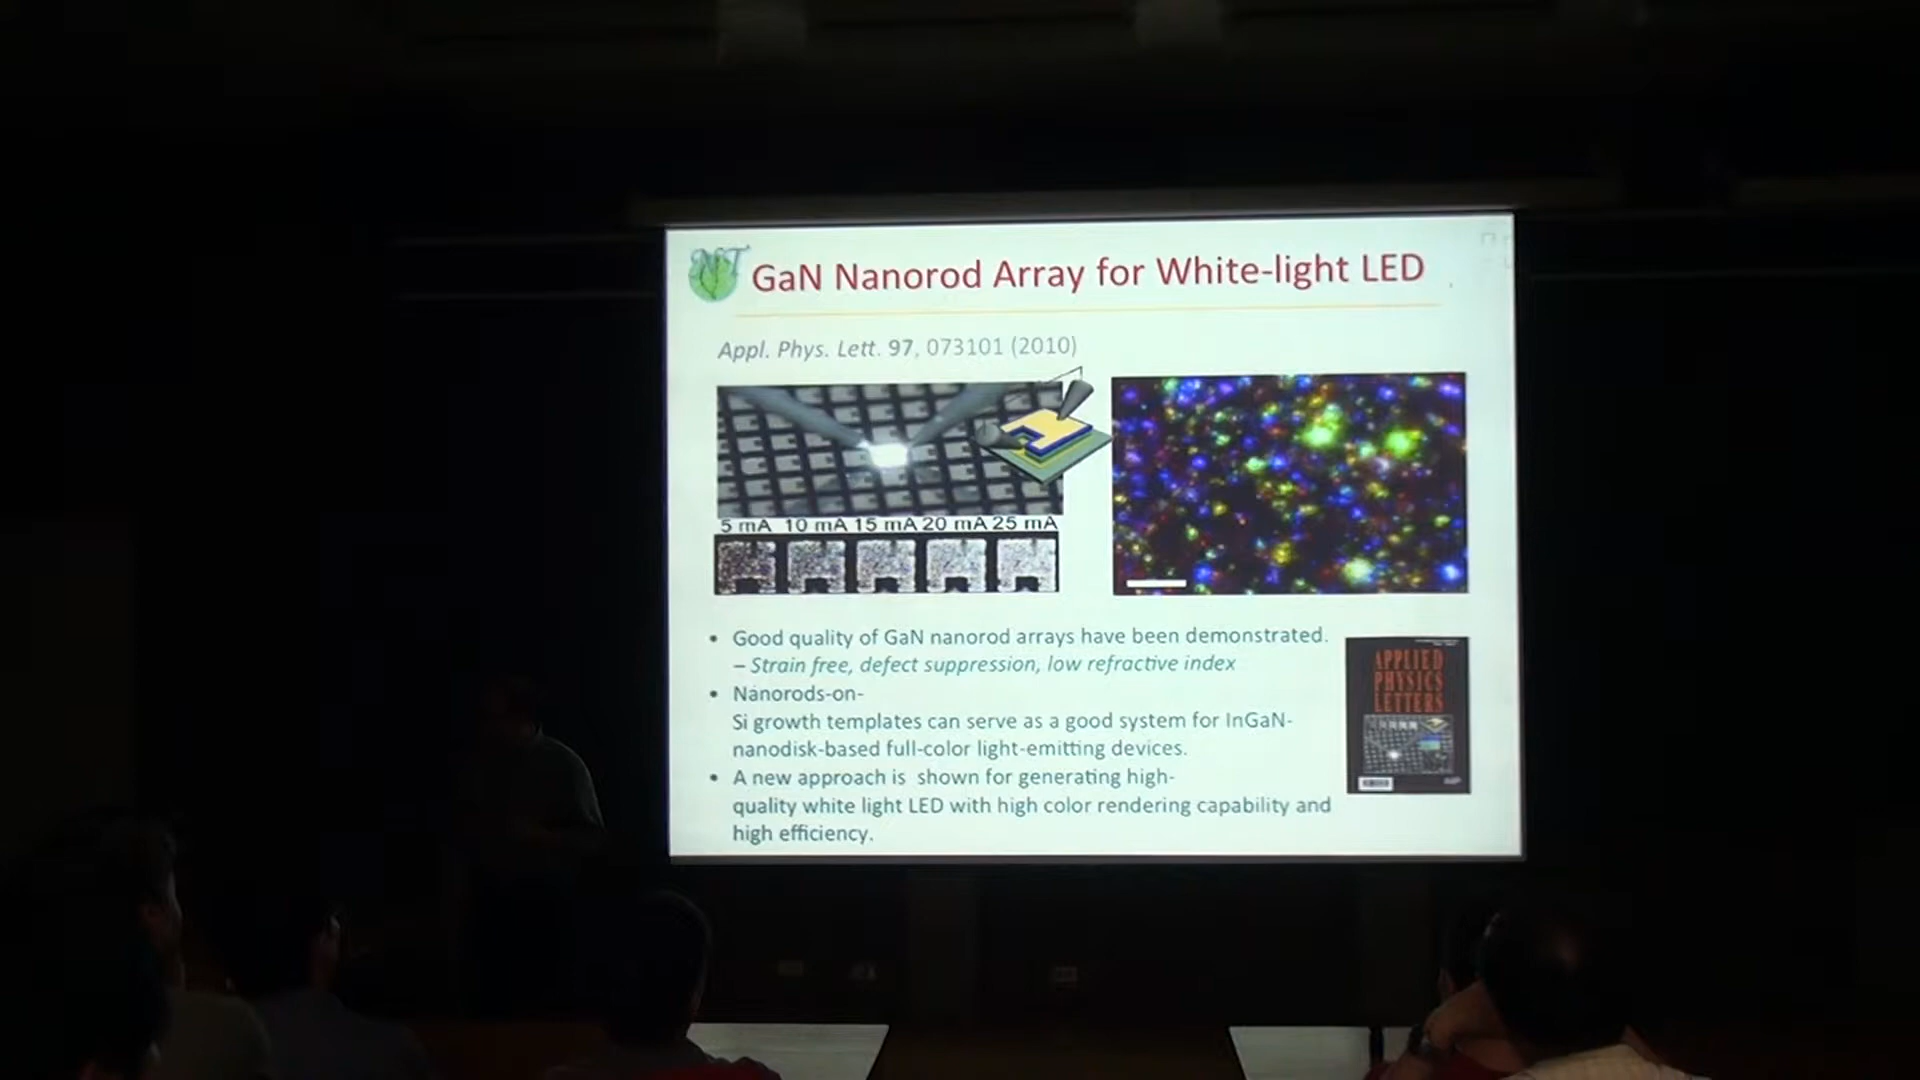 NT
GaN Nanorod Array for White-light LED
Appl. Phys. Lett. 97, 073101 (2010)
5 mA 10 mA 15 mA 20 mA 25 mA
• Good quality of GaN nanorod arrays have been demonstrated.
– Strain free, defect suppression, low refractive index
• Nanorods-on-
Si growth templates can serve as a good system for InGaN-
nanodisk-based full-color light-emitting devices.
• A new approach is shown for generating high-
quality white light LED with high color rendering capability and
high efficiency.
APPLIED
PHYSICS
LETTERS